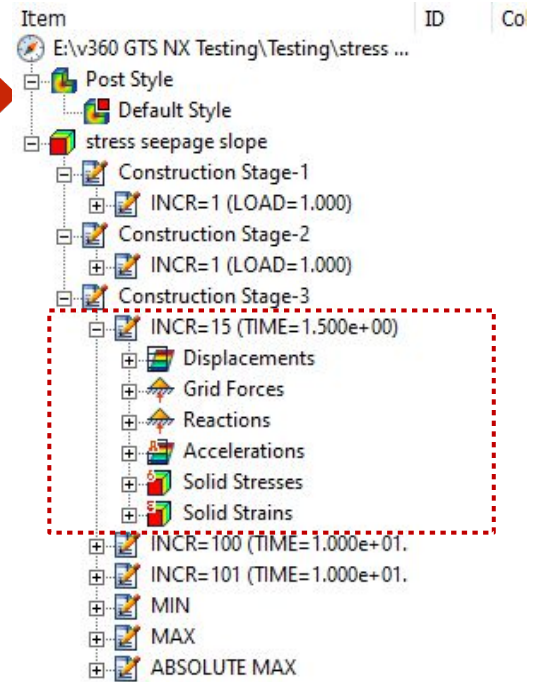 Item ID Co
E:\v360 GTS NX Testing\Testing\stress ...
Post Style
Default Style
stress seepage slope
Construction Stage-1
INCR=1 (LOAD=1.000)
Construction Stage-2
INCR=1 (LOAD=1.000)
Construction Stage-3
INCR=15 (TIME=1.500e+00)
Displacements
Grid Forces
Reactions
Accelerations
Solid Stresses
Solid Strains
INCR=100 (TIME=1.000e+01.
INCR=101 (TIME=1.000e+01.
MIN
MAX
ABSOLUTE MAX